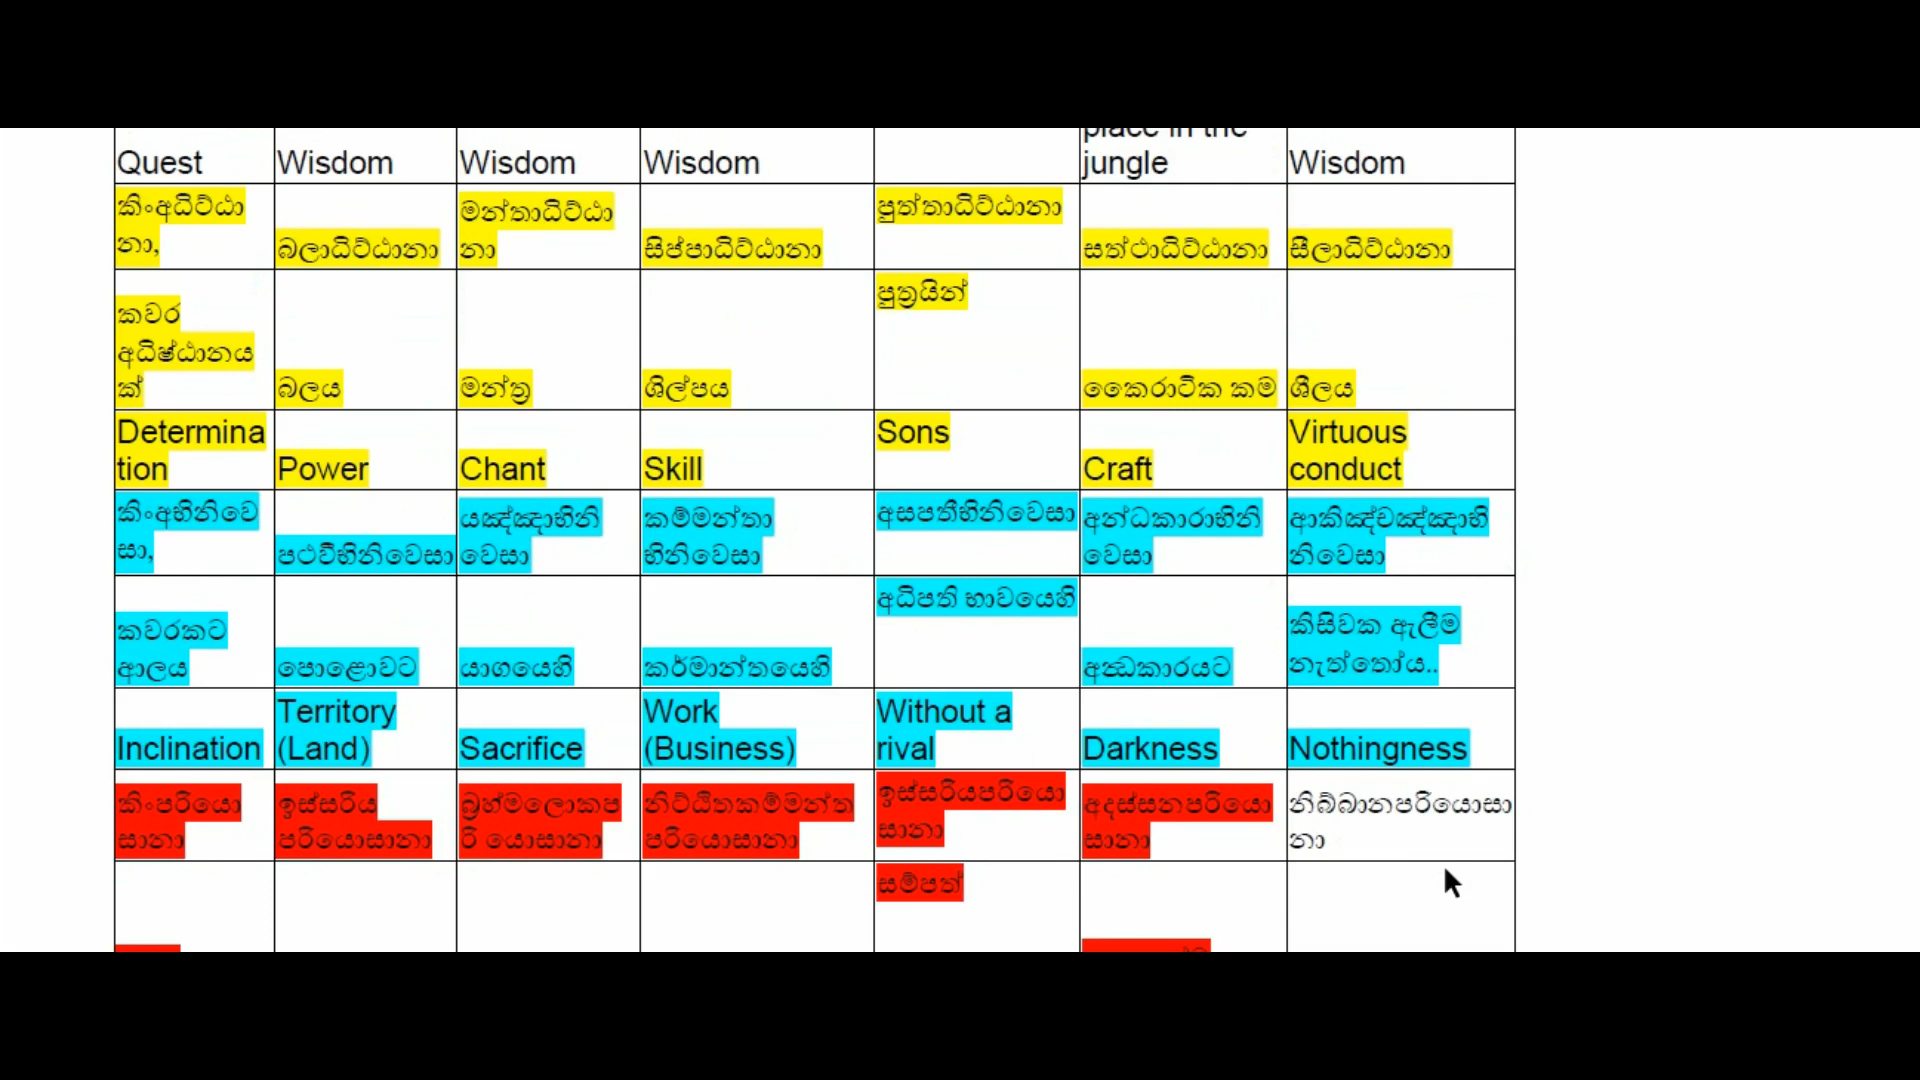 place in the
Quest Wisdom Wisdom Wisdom jungle Wisdom
කිංඅධිට්ඨා
නා,
බලාධිට්ඨානා
මන්තාධිට්ඨා
නා
සිප්පාධිට්ඨානා
පුත්තාධිට්ඨානා
සත්ථාධිට්ඨානා
සීලාධිට්ඨානා
කවර
අධිෂ්ඨානය
ක්
බලය
මන්ත්‍ර
ශිල්පය
පුත්‍රයින්
කෛරාටික කම
ශීලය
Determina
tion
Power
Chant
Skill
Sons
Craft
Virtuous
conduct
කිංඅභිනිවෙ
සා,
පථවීභිනිවෙසා
යඤ්ඤාභිනි
වෙසා
කම්මන්තා
භිනිවෙසා
අසපතීභිනිවෙසා
අන්ධකාරාභිනි
වෙසා
ආකිඤ්චඤ්ඤාභි
නිවෙසා
කවරකට
ආලය
පොළොවට
යාගයෙහි
කර්මාන්තයෙහි
අධිපති භාවයෙහි
අන්‍ධකාරයට
කිසිවක ඇලීම
නැත්තෝය..
Inclination
Territory
(Land)
Sacrifice
Work
(Business)
Without a
rival
Darkness
Nothingness
කිංපරියො
සානා
ඉස්සරිය
පරියොසානා
බ්‍රහ්මලොකප
රි යොසානා
නිට්ඨිතකම්මන්ත
පරියොසානා
ඉස්සරියපරියො
සානා
අදස්සනපරියො
සානා
නිබ්බානපරියොසා
නා
සම්පත්